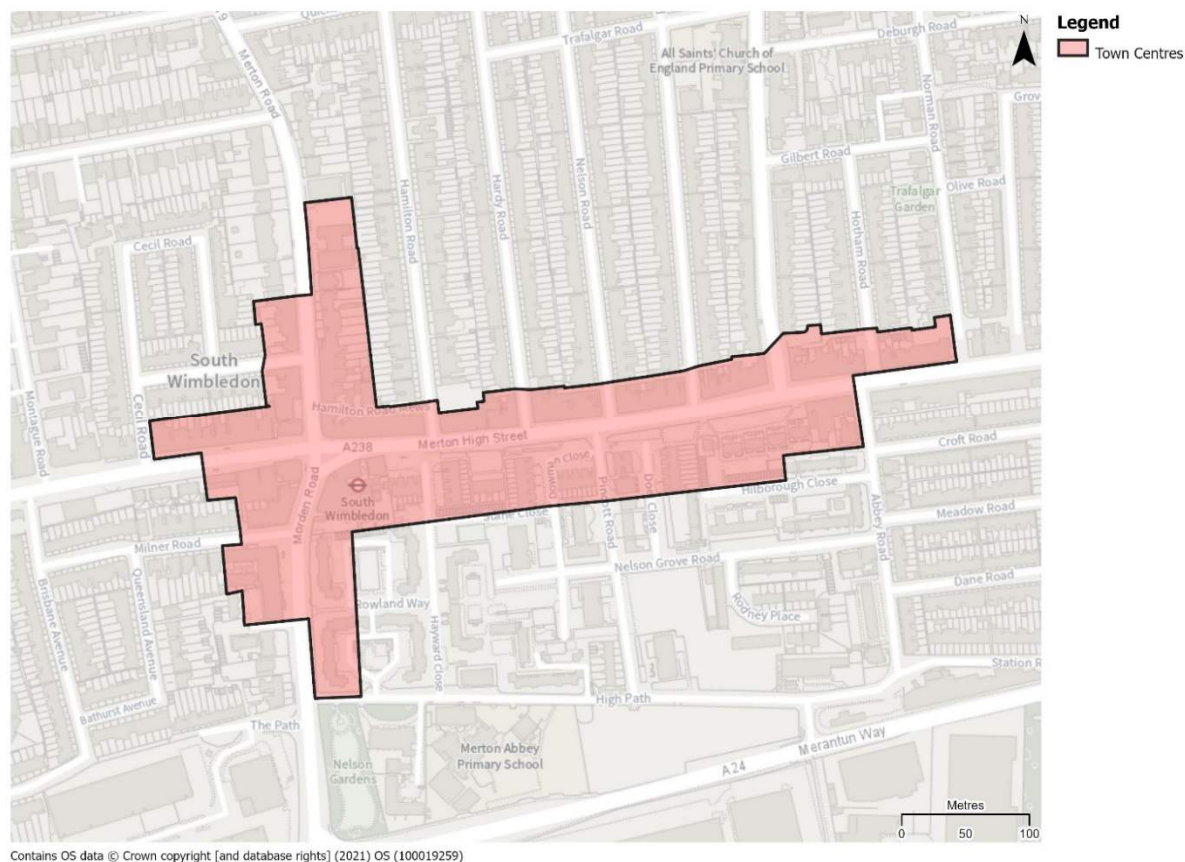 Legend
Town Centres
N
Trafalgar Road
Deburgh Road
All Saints' Church of
England Primary School
Merton Road
Norman Road
Gilbert Road
Hamilton Road
Hardy Road
Nelson Road
Trafalgar
Garden
Olive Road
Hotham Road
Cecil Road
South
Wimbledon
Montague Road
Cecil Road
Hamilton Road Mews
Merton High Street
A238
Croft Road
South
Wimbledon
Morden Road
Pincott Road
Hilborough Close
Abbey Road
Meadow Road
Milner Road
Nelson Grove Road
Brisbane Avenue
Queensland Avenue
Rowland Way
Hayward Close
Rodney Place
Dane Road
Station R
High Path
Bathurst Avenue
The Path
Merton Abbey
Primary School
Nelson
Gardens
Merantun Way
A24
Metres
0 50 100
Contains OS data © Crown copyright [and database rights] (2021) OS (100019259)